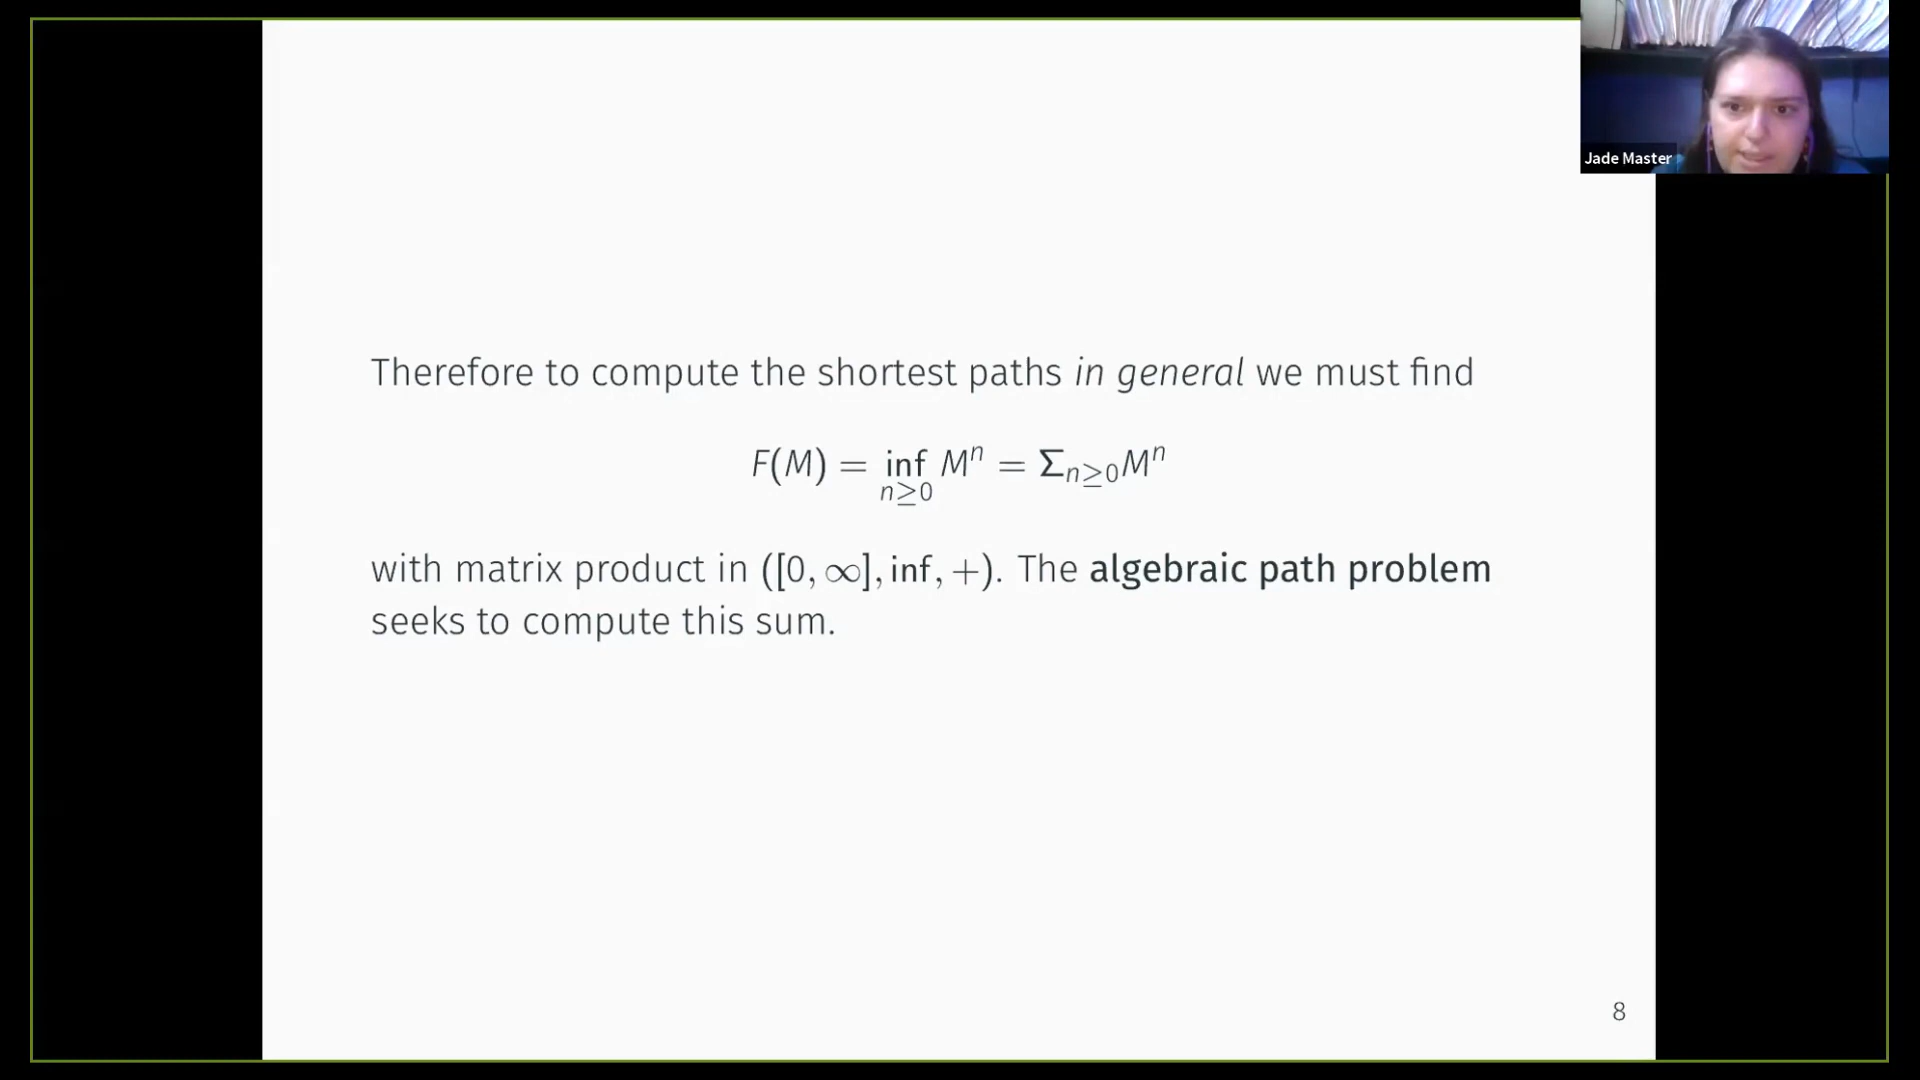 Jade Master
Therefore to compute the shortest paths in general we must find
F(M) = inf_{n≥0} M^n = Σ_{n≥0} M^n
with matrix product in ([0, ∞], inf, +). The algebraic path problem
seeks to compute this sum.
8